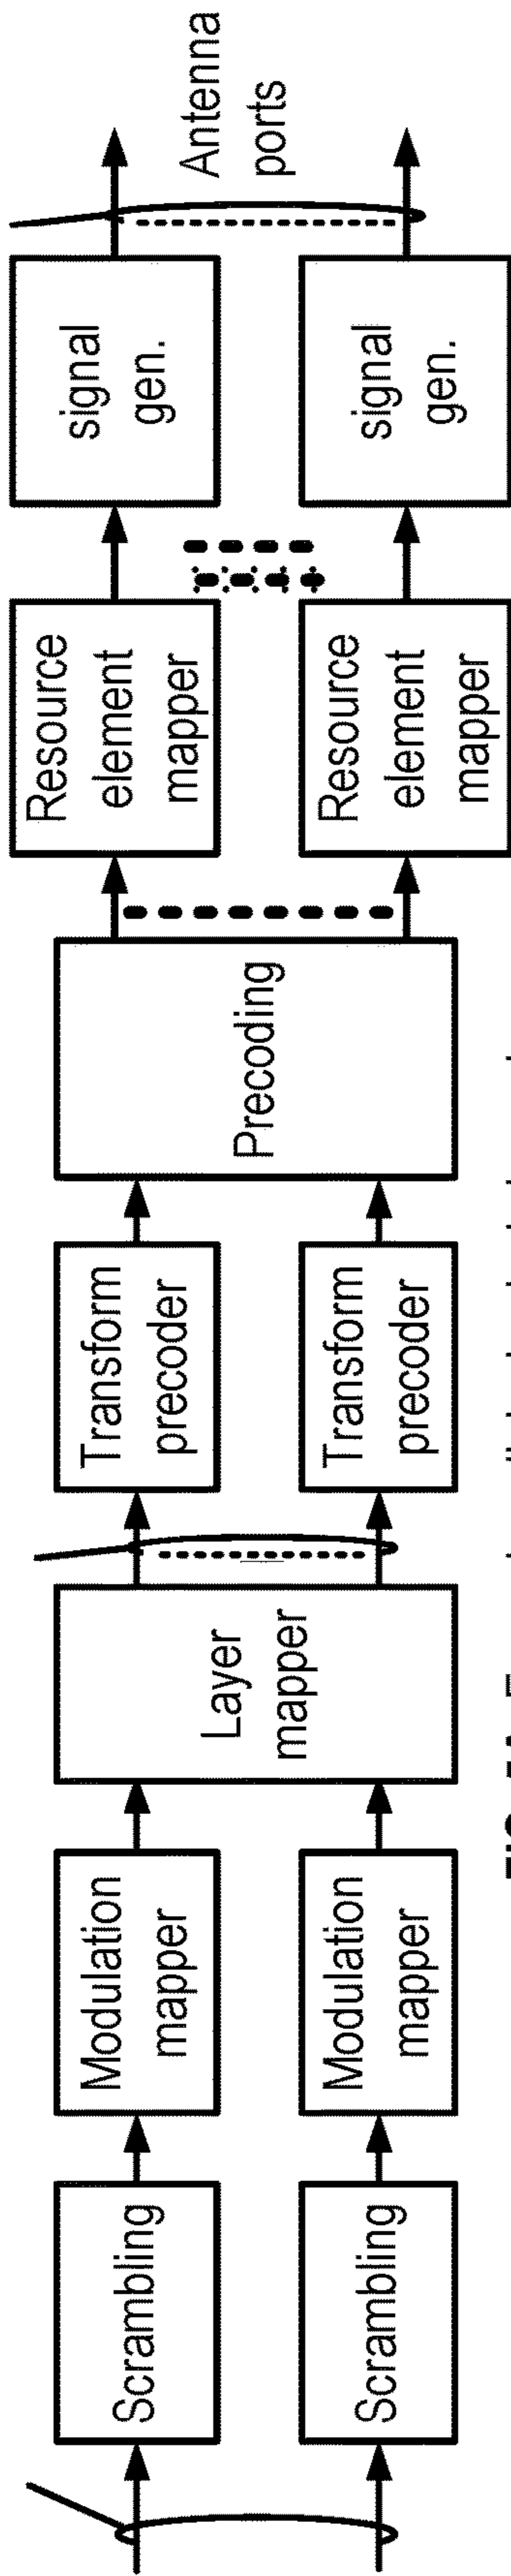 Scrambling
Scrambling
Modulation
mapper
Modulation
mapper
Layer
mapper
Transform
precoder
Transform
precoder
Precoding
Resource
element
mapper
Resource
element
mapper
signal
gen.
signal
gen.
Antenna
ports